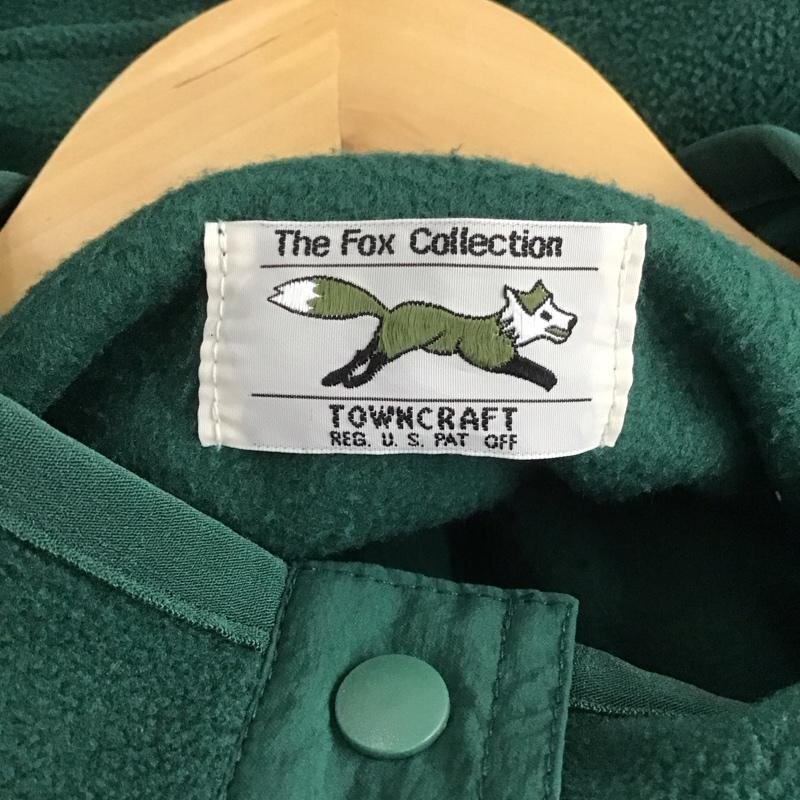 The Fox Collection
TOWNCRAFT
REG. U. S. PAT OFF